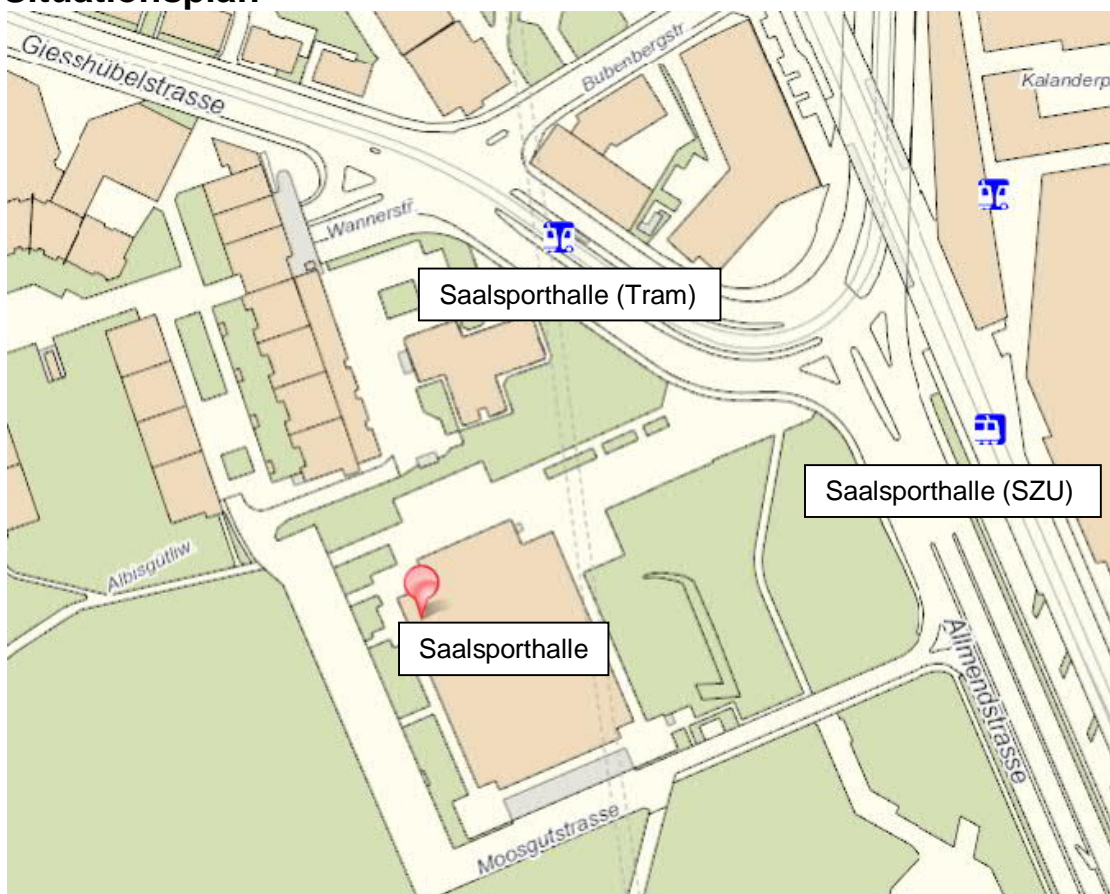 Situationsplan
Giesshübelstrasse
Bubenbergstr.
Kalanderp
Wannerstr.
Saalsporthalle (Tram)
Saalsporthalle (SZU)
Albisgütliw
Saalsporthalle
Allmendstrasse
Moosgutstrasse